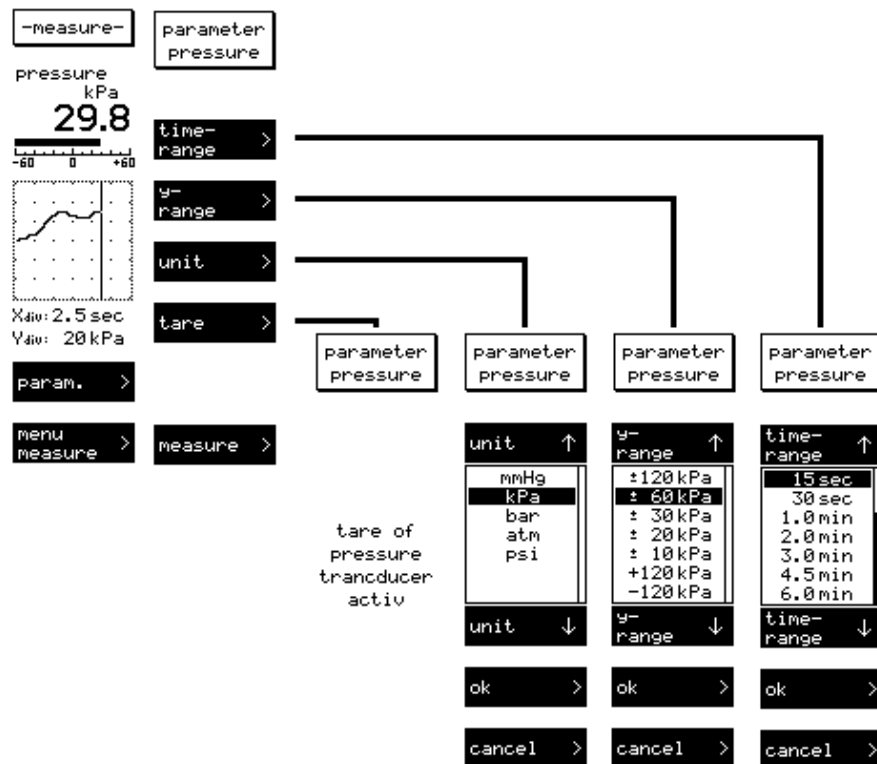 -measure-
pressure
kPa
29.8
-60 0 +60
Xdiv: 2.5 sec
Ydiv: 20 kPa
param. >
menu
measure >
parameter
pressure
time-
range >
y-
range >
unit >
tare >
measure >
parameter
pressure
tare of
pressure
trancducer
activ
parameter
pressure
unit ↑
mmHg
kPa
bar
atm
psi
unit ↓
ok >
cancel >
parameter
pressure
y-
range ↑
±120 kPa
± 60 kPa
± 30 kPa
± 20 kPa
± 10 kPa
+120 kPa
-120 kPa
y-
range ↓
ok >
cancel >
parameter
pressure
time-
range ↑
15 sec
30 sec
1.0 min
2.0 min
3.0 min
4.5 min
6.0 min
time-
range ↓
ok >
cancel >